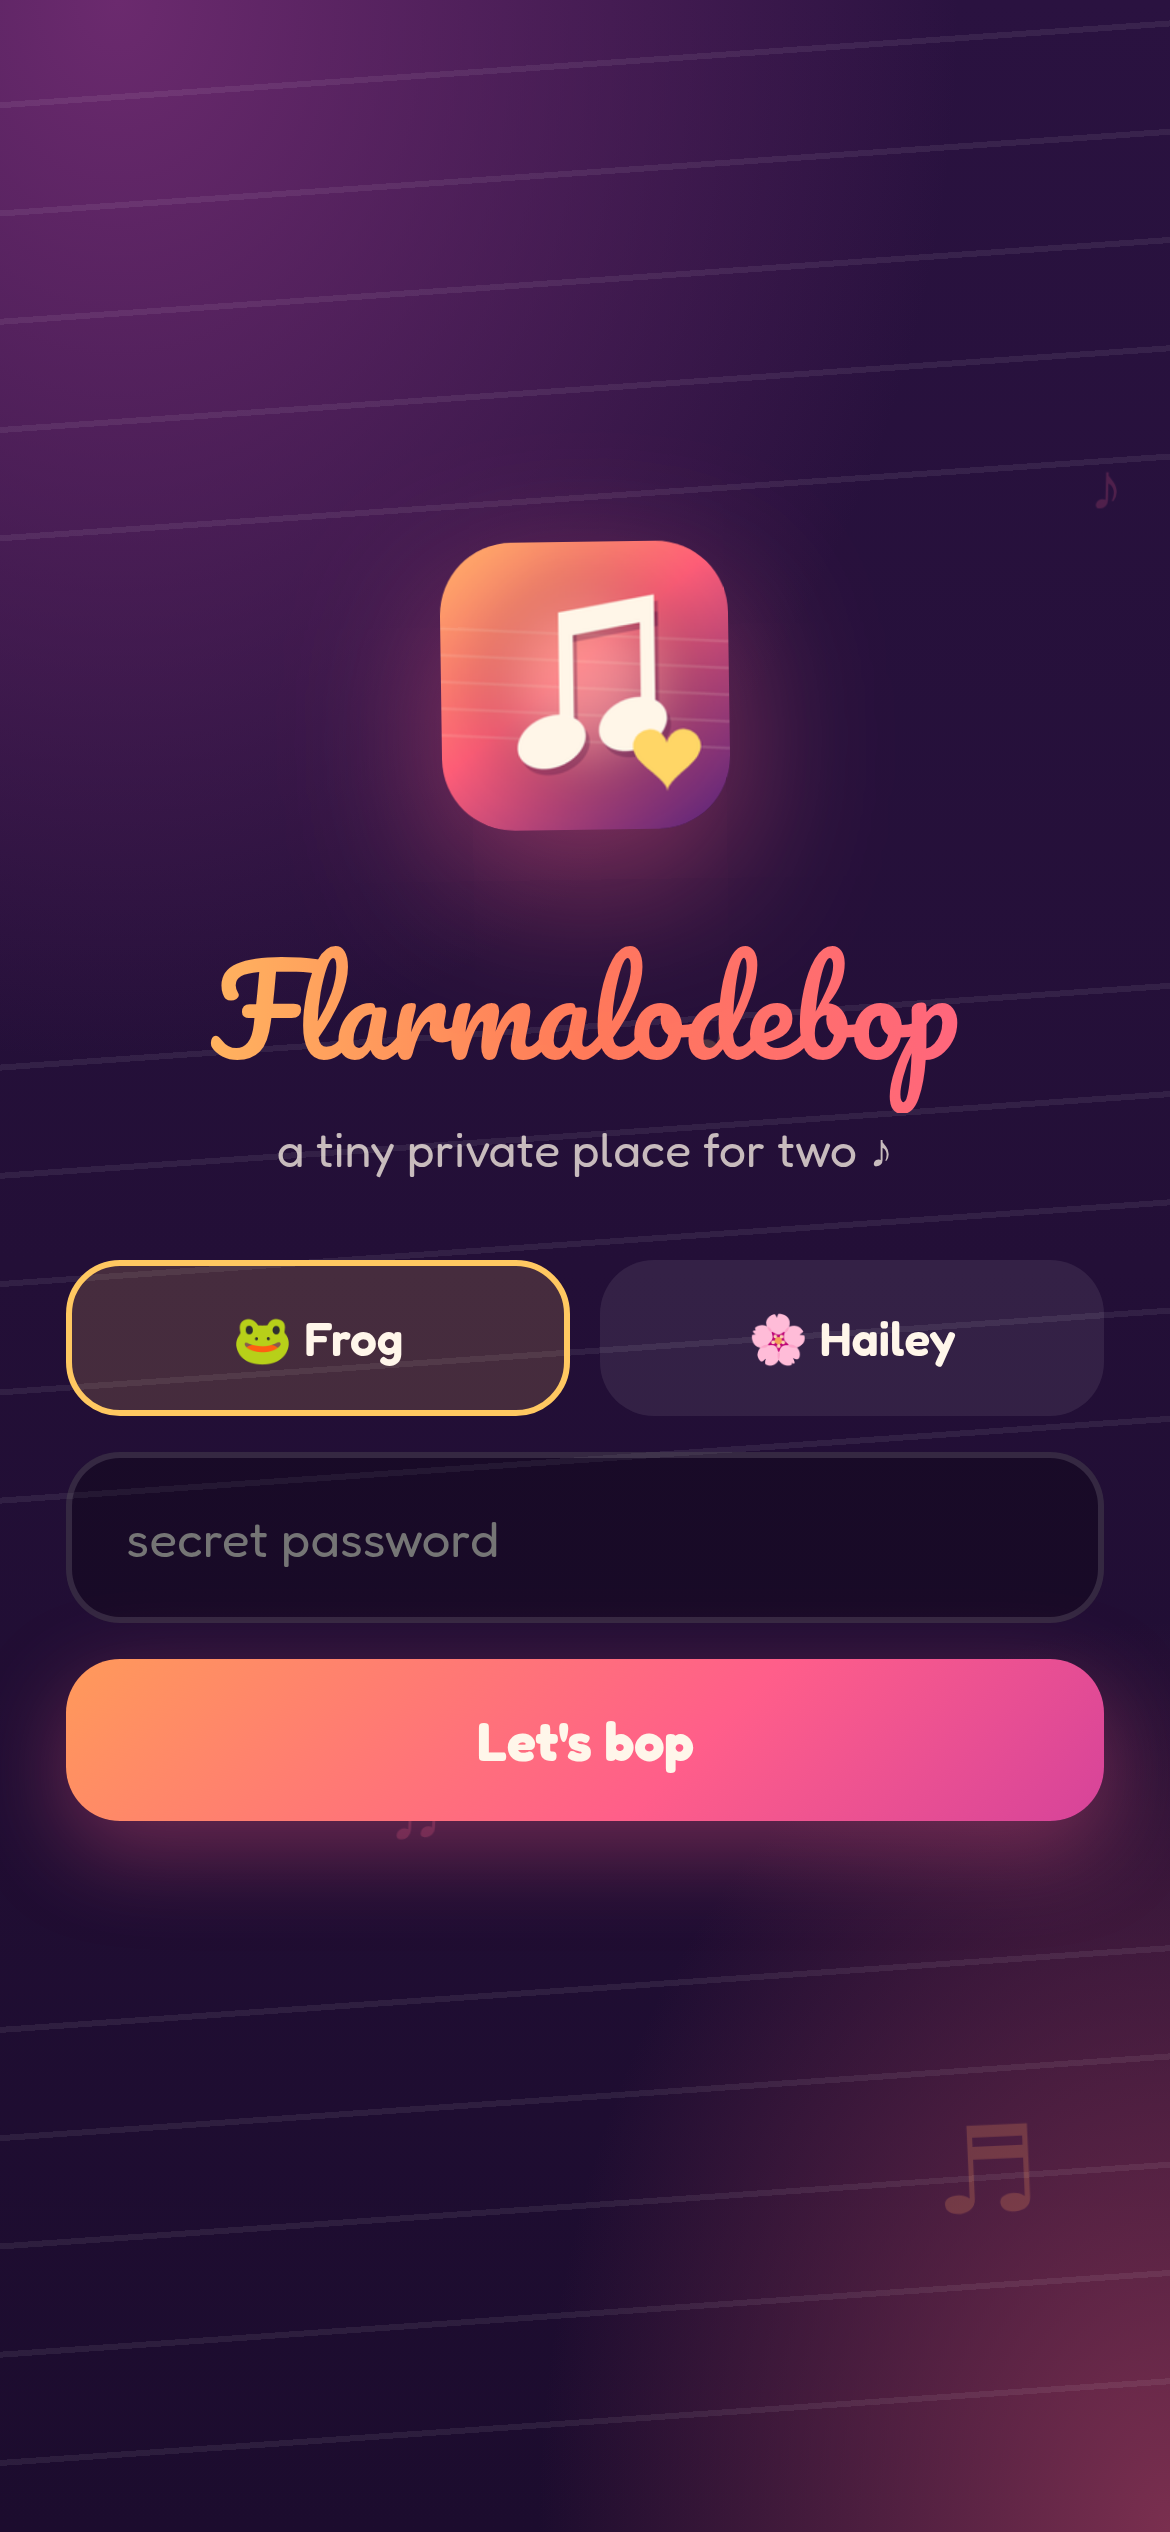 Flarmalodebop
a tiny private place for two ♪
🐸 Frog
🌸 Hailey
secret password
Let's bop